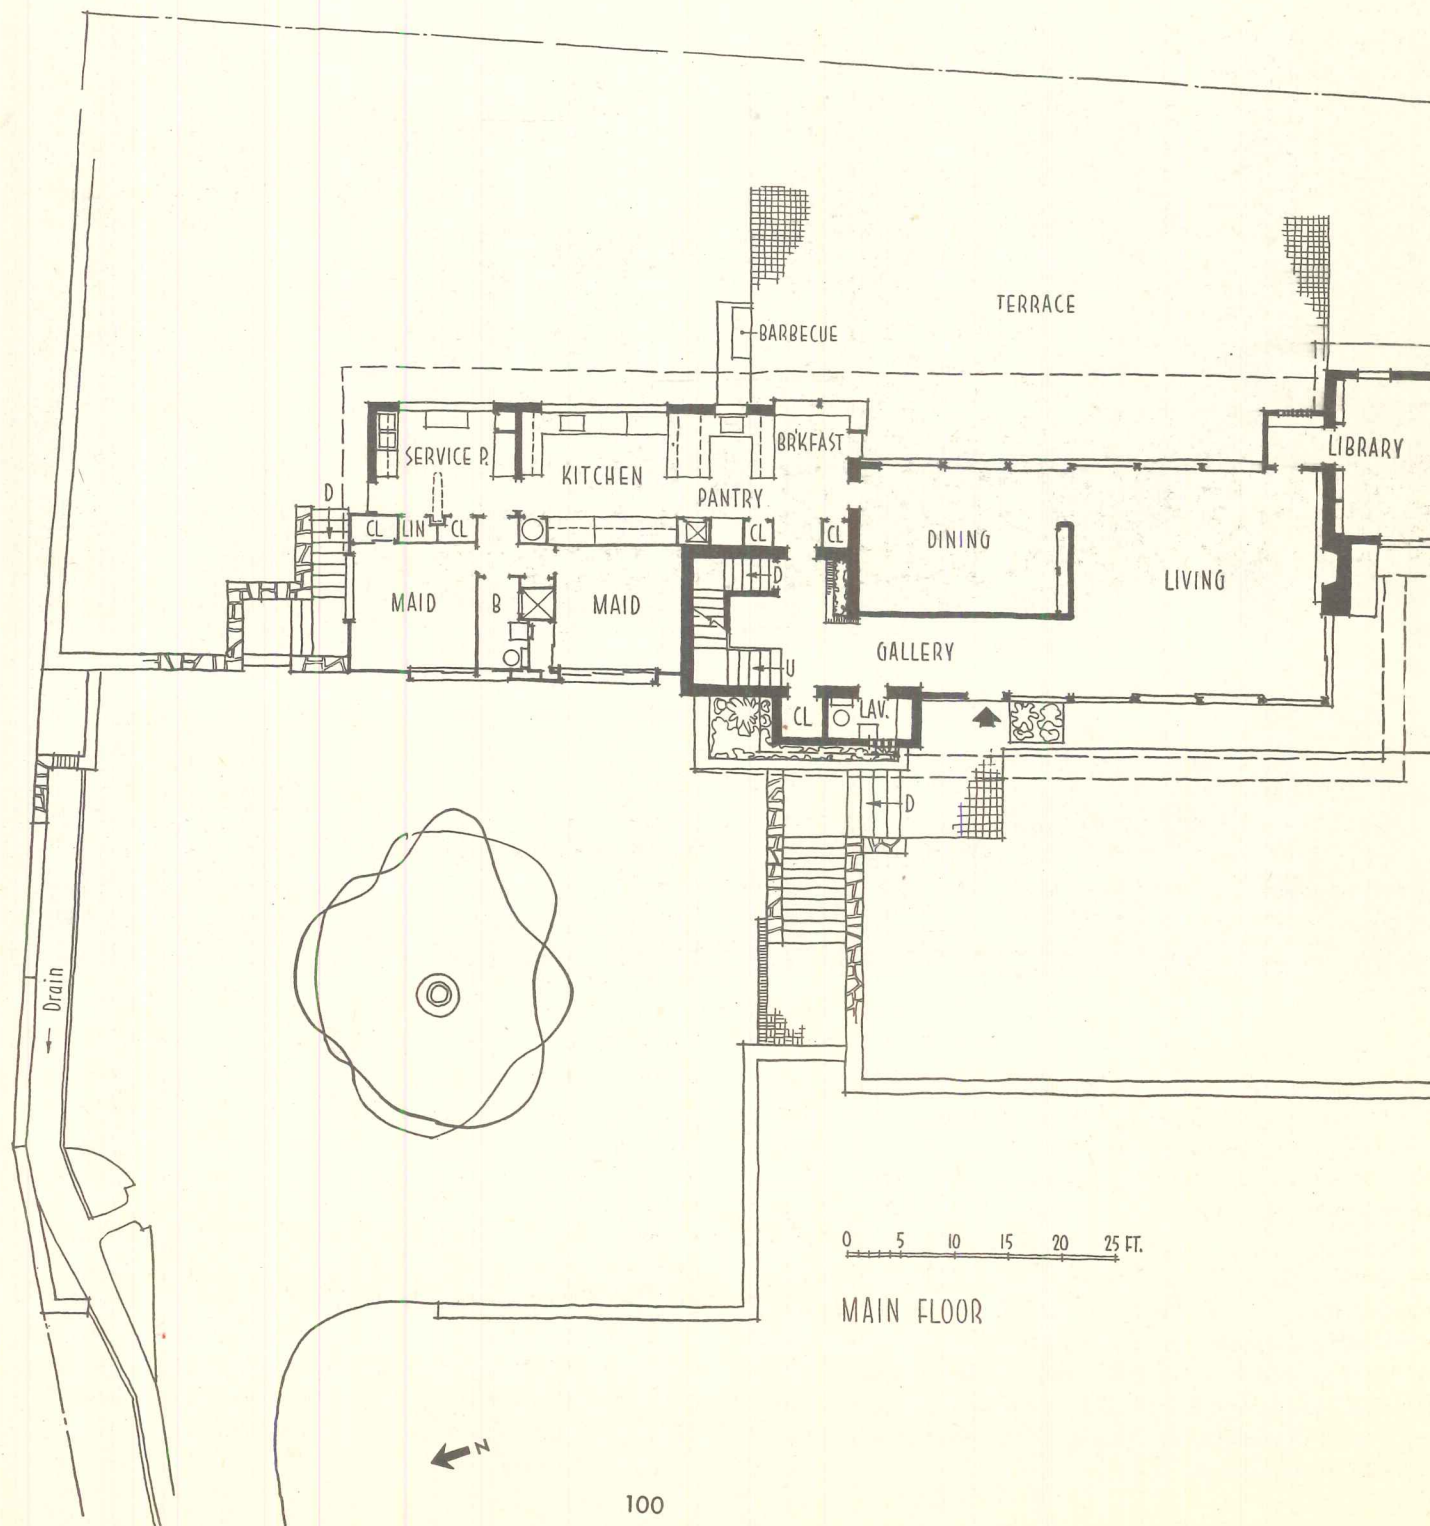 TERRACE
BARBECUE
SERVICE P.
KITCHEN
PANTRY
BR'KFAST
LIBRARY
D
CL
LIN
CL
CL
CL
DINING
LIVING
MAID
B
MAID
D
U
GALLERY
CL
LAV.
D
Drain
0 5 10 15 20 25 FT.
MAIN FLOOR
N
100